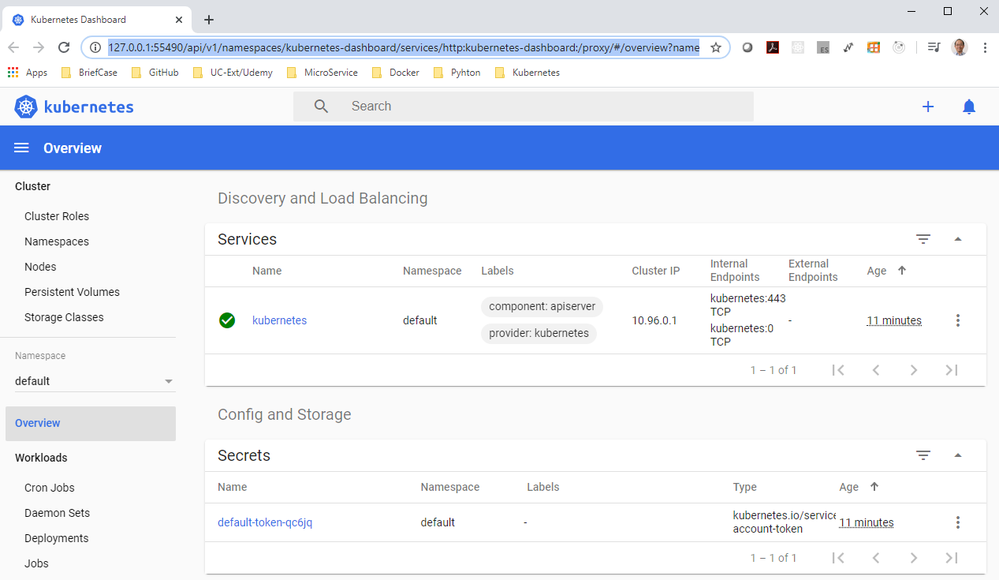 Kubernetes Dashboard
127.0.0.1:55490/api/v1/namespaces/kubernetes-dashboard/services/http:kubernetes-dashboard:/proxy/#/overview?name
ES
Apps BriefCase GitHub UC-Ext/Udemy MicroService Docker Pyhton Kubernetes
kubernetes
Search
Overview
Cluster
Cluster Roles
Namespaces
Nodes
Persistent Volumes
Storage Classes
Namespace
default
Overview
Workloads
Cron Jobs
Daemon Sets
Deployments
Jobs
Discovery and Load Balancing
Services
Name Namespace Labels Cluster IP Internal Endpoints External Endpoints Age
kubernetes default component: apiserver provider: kubernetes 10.96.0.1 kubernetes:443 TCP kubernetes:0 TCP - 11 minutes
1 – 1 of 1
Config and Storage
Secrets
Name Namespace Labels Type Age
default-token-qc6jq default - kubernetes.io/service account-token 11 minutes
1 – 1 of 1